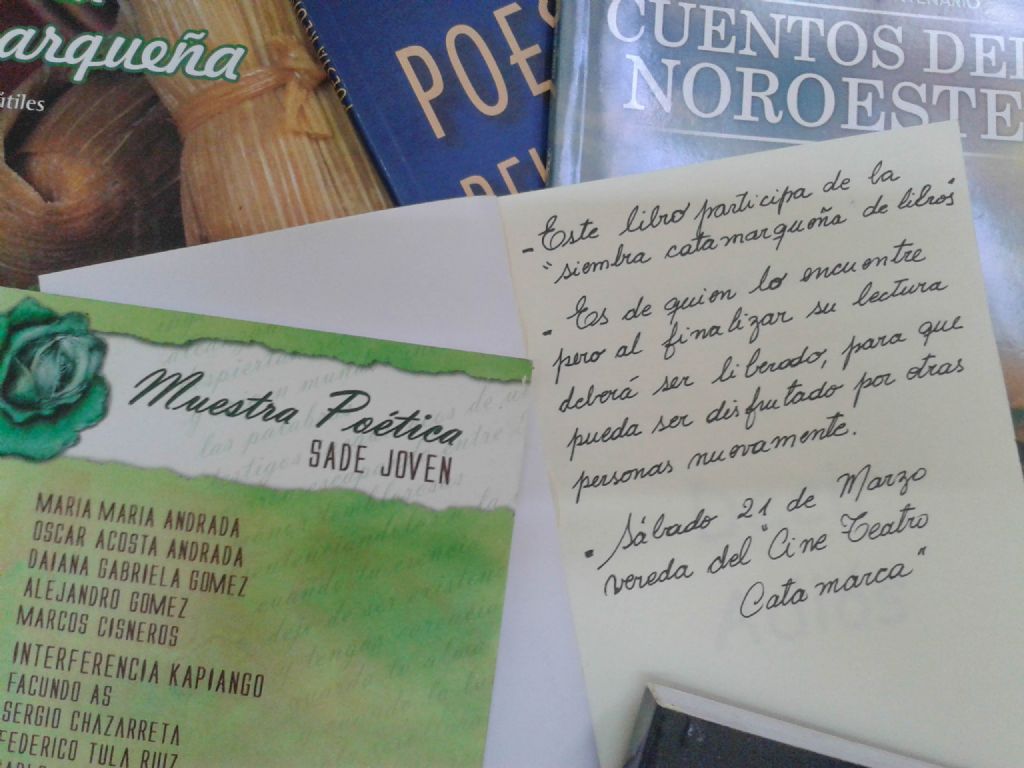 arqueña
útiles
POES
CUENTOS DEL
NOROESTE
- Este libro participa de la
"siembra catamarqueña de libros"
- Es de quien lo encuentre
pero al finalizar su lectura
deberá ser liberado, para que
pueda ser disfrutado por otras
personas nuevamente.
- Sábado 21 de Marzo
vereda del "Cine Teatro
Catamarca"
Muestra Poética
SADE JOVEN
MARIA MARIA ANDRADA
OSCAR ACOSTA ANDRADA
DAIANA GABRIELA GOMEZ
ALEJANDRO GOMEZ
MARCOS CISNEROS
INTERFERENCIA KAPIANGO
FACUNDO AS
SERGIO CHAZARRETA
FEDERICO TULA RUIZ